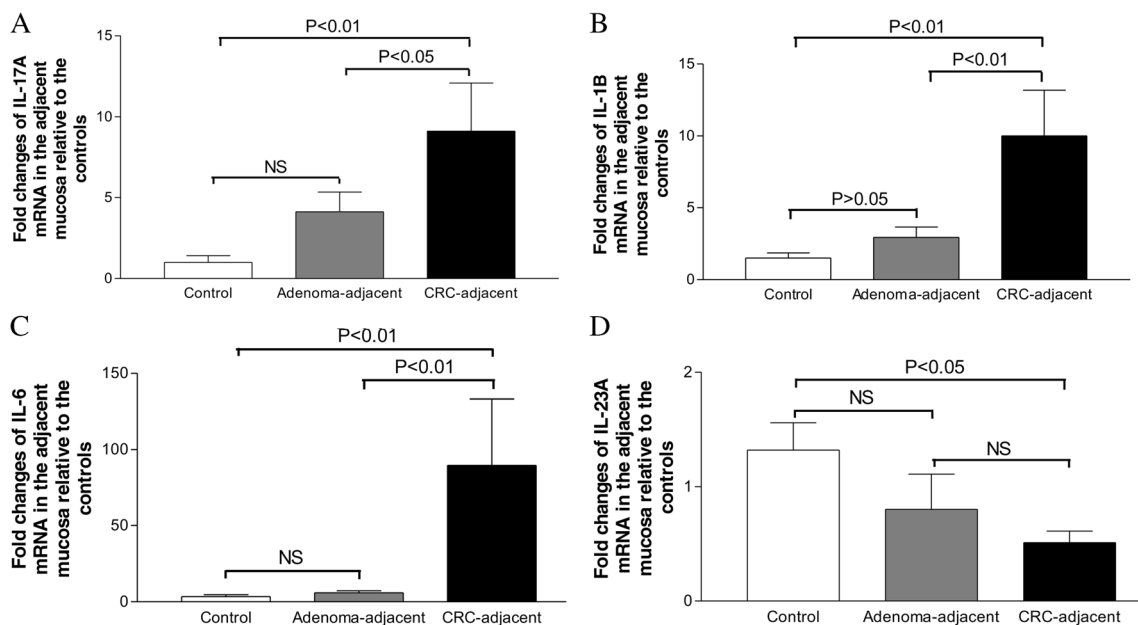 A
Fold changes of IL-17A
mRNA in the adjacent
mucosa relative to the
controls
15
10
5
0
P<0.01
P<0.05
NS
Control
Adenoma-adjacent
CRC-adjacent
B
Fold changes of IL-1B
mRNA in the adjacent
mucosa relative to the
controls
15
10
5
0
P<0.01
P<0.01
P>0.05
Control
Adenoma-adjacent
CRC-adjacent
C
Fold changes of IL-6
mRNA in the adjacent
mucosa relative to the
controls
150
100
50
0
P<0.01
P<0.01
NS
Control
Adenoma-adjacent
CRC-adjacent
D
Fold changes of IL-23A
mRNA in the adjacent
mucosa relative to the
controls
2
1
0
P<0.05
NS
NS
Control
Adenoma-adjacent
CRC-adjacent